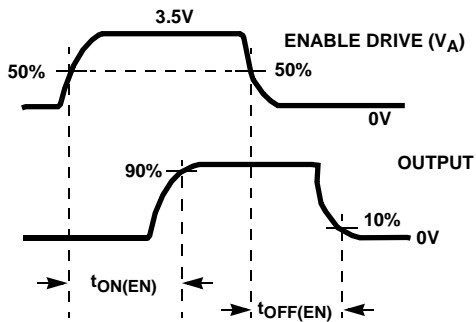 3.5V
ENABLE DRIVE (VA)
50%
50%
0V
OUTPUT
90%
10%
0V
tON(EN)
tOFF(EN)